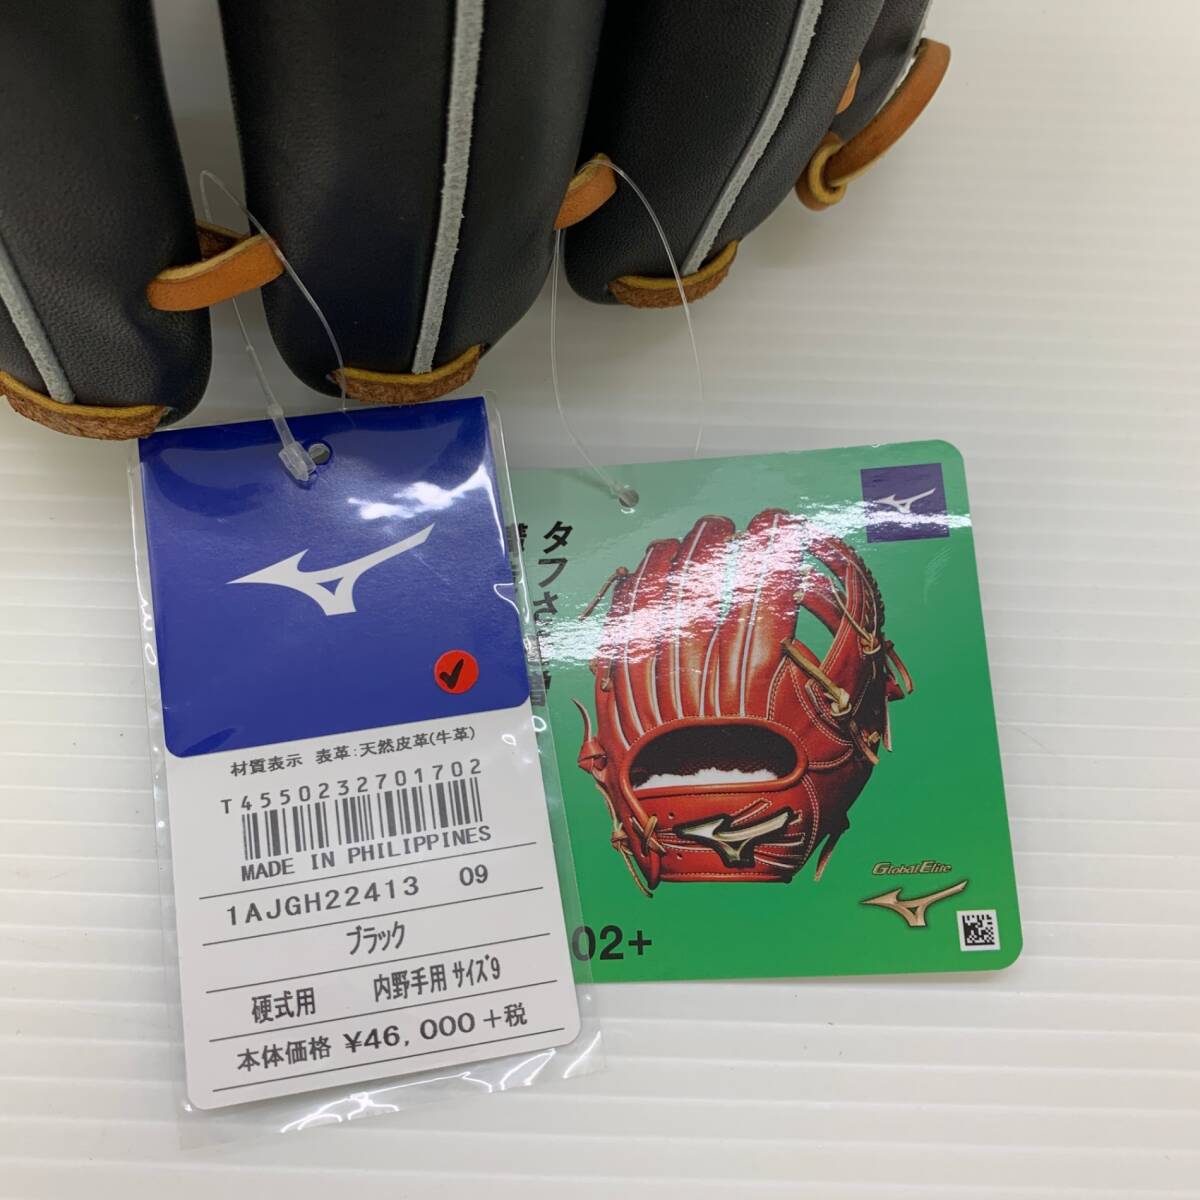 材質表示 表革:天然皮革(牛革)
T4550232701702
MADE IN PHILIPPINES
1AJGH22413 09
ブラック
硬式用 内野手用 サイズ9
本体価格 ¥46,000+税
タフさ
Global Elite
02+